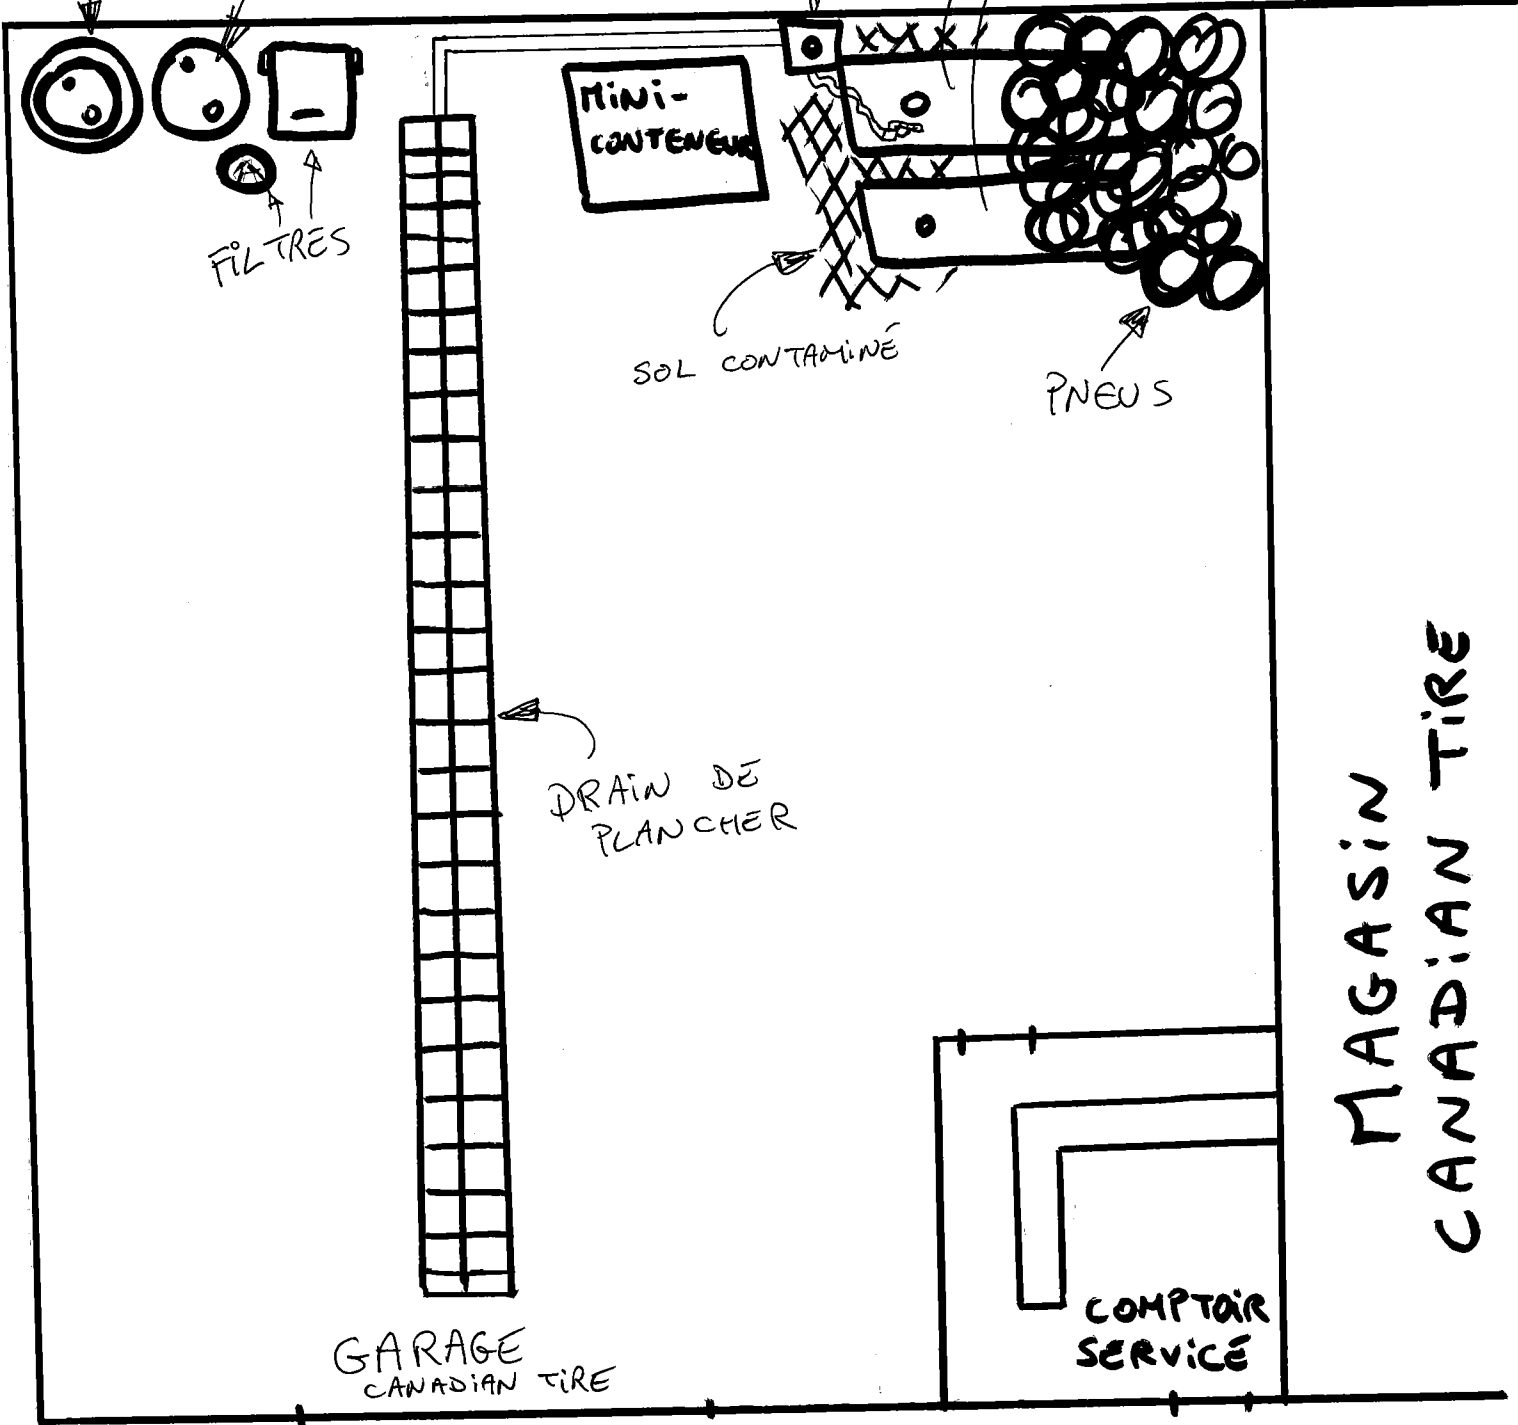 MiNi-
CONTENEUR
FiLTRES
SOL CONTAMiNÉ
PNEUS
DRAiN DE
PLANCHER
MAGASiN
CANADiAN TiRE
COMPTOiR
SERViCE
GARAGE
CANADiAN TiRE